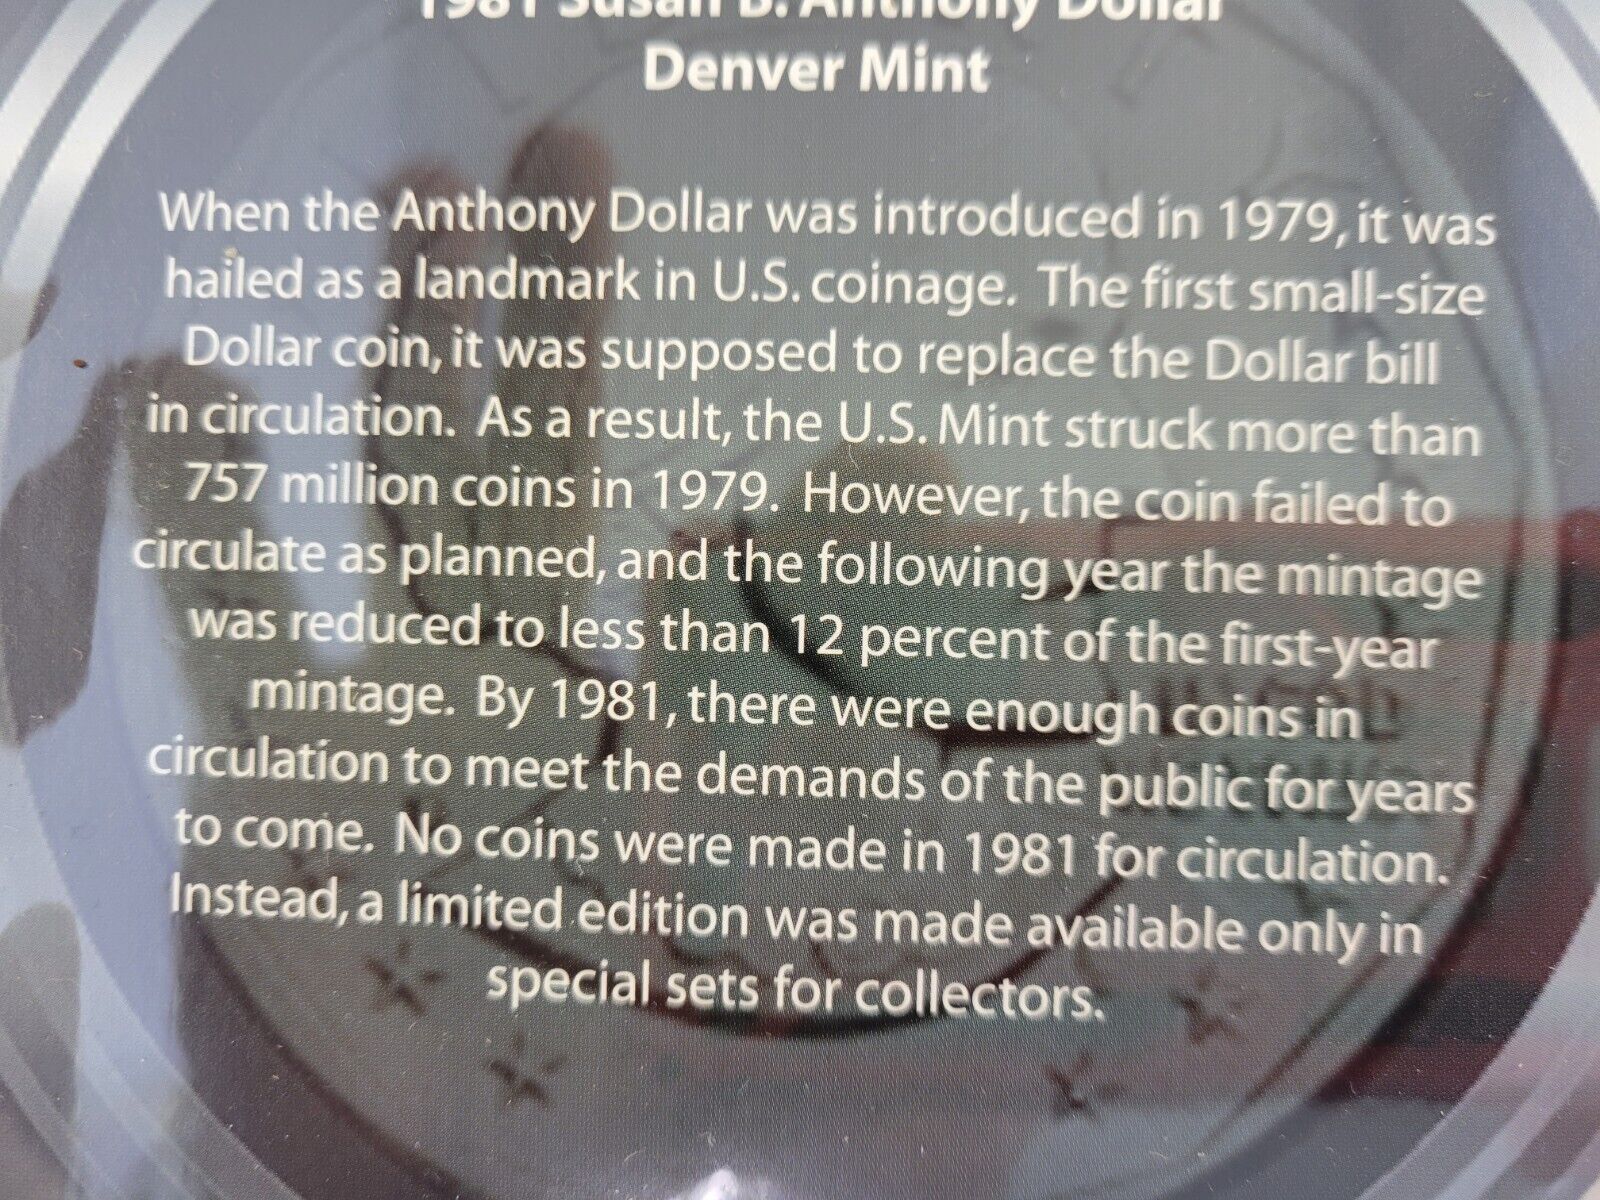 1981 Susan B. Anthony Dollar
Denver Mint
When the Anthony Dollar was introduced in 1979, it was
hailed as a landmark in U.S. coinage. The first small-size
Dollar coin, it was supposed to replace the Dollar bill
in circulation. As a result, the U.S. Mint struck more than
757 million coins in 1979. However, the coin failed to
circulate as planned, and the following year the mintage
was reduced to less than 12 percent of the first-year
mintage. By 1981, there were enough coins in
circulation to meet the demands of the public for years
to come. No coins were made in 1981 for circulation.
Instead, a limited edition was made available only in
special sets for collectors.